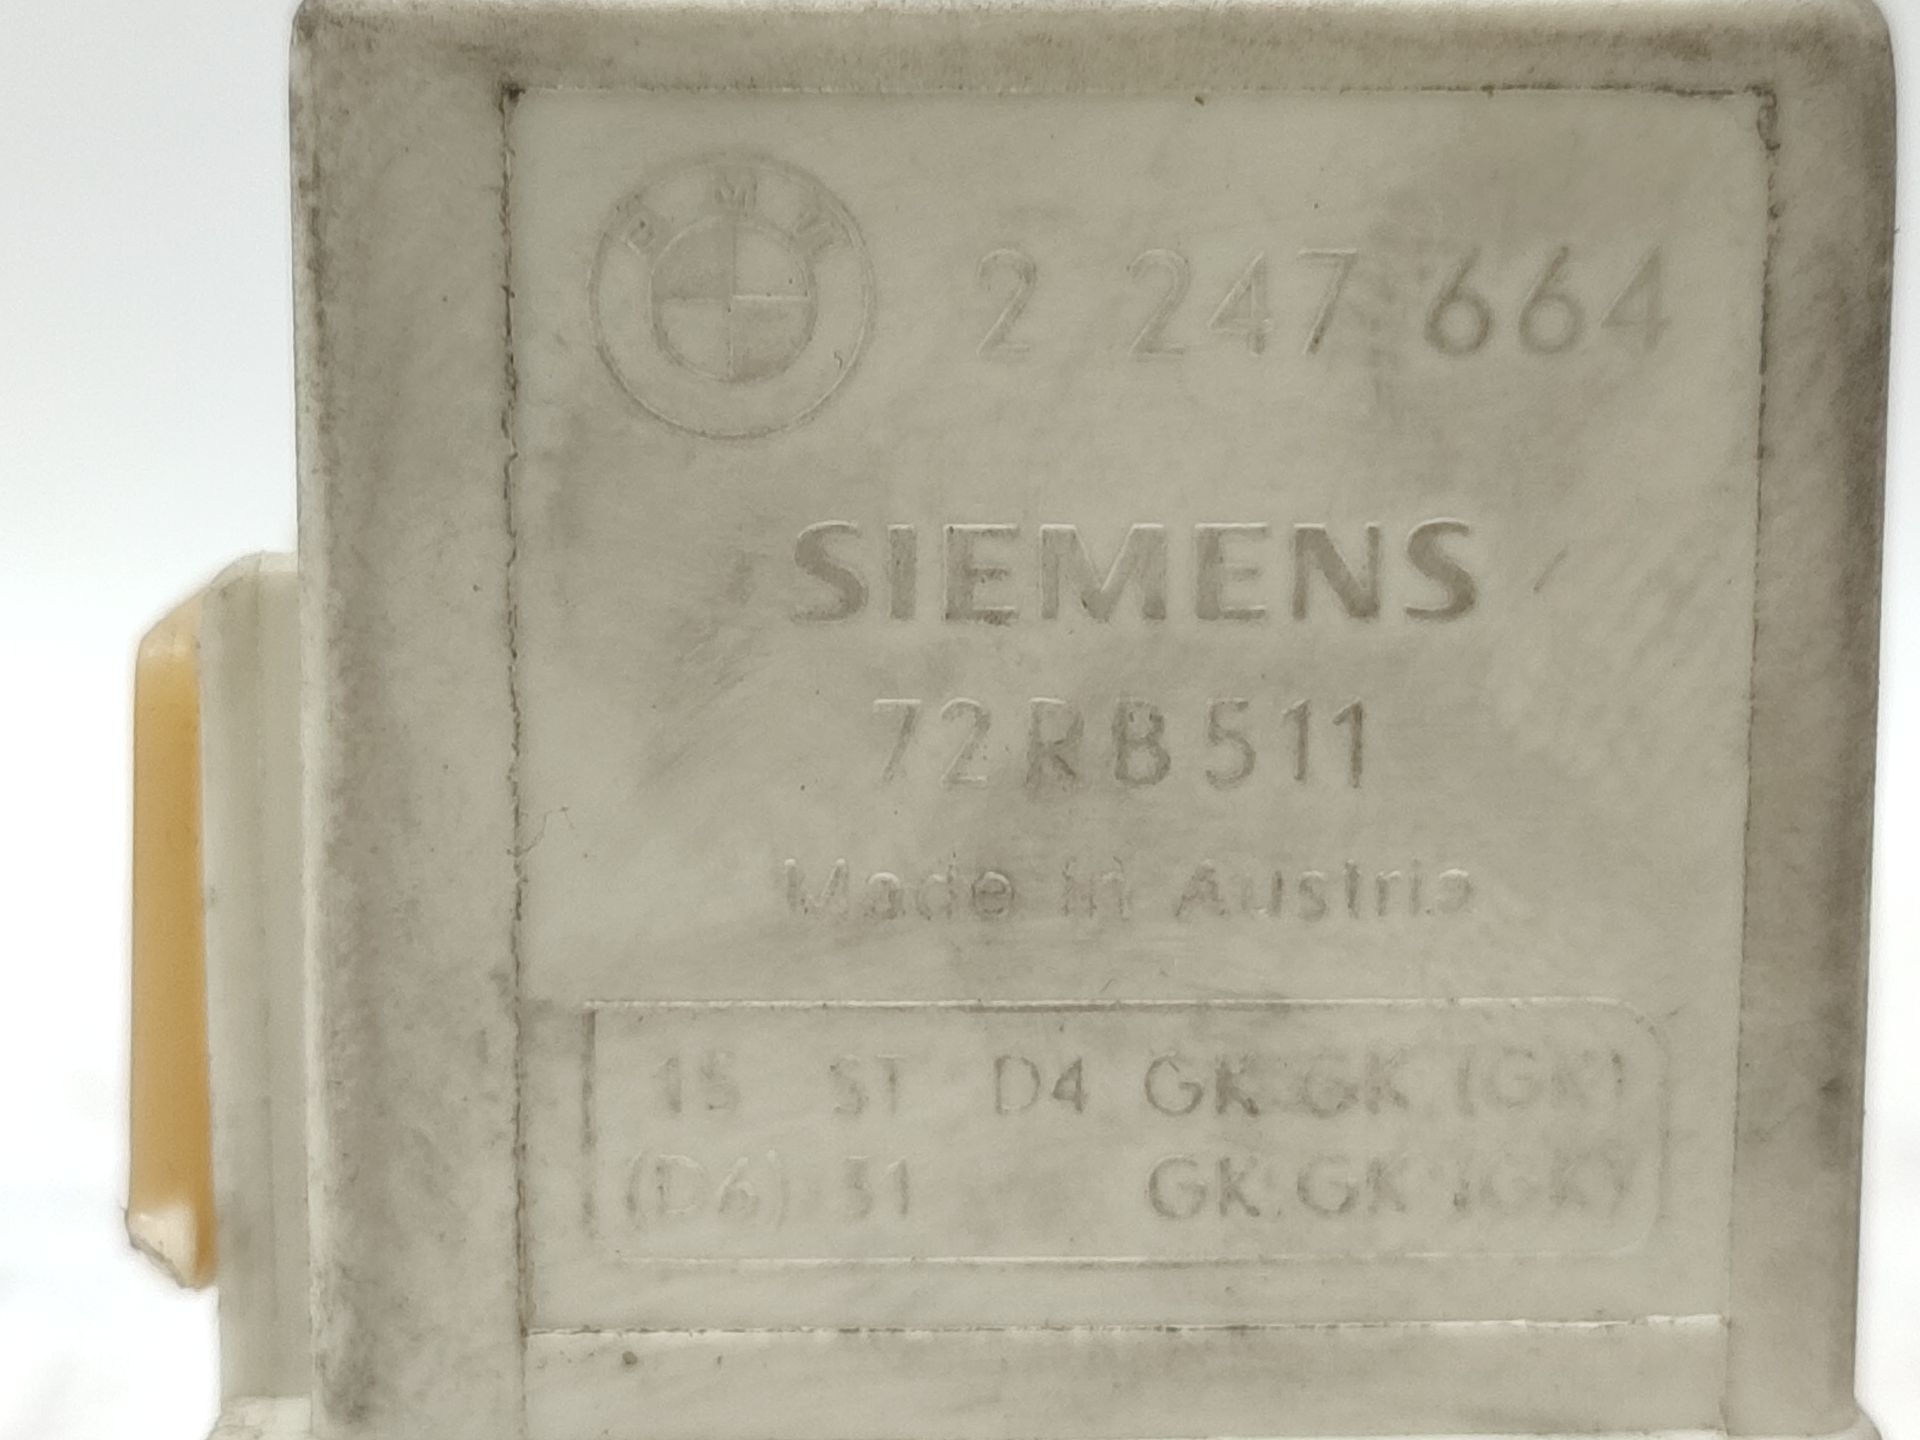 BMW
2 247 664
SIEMENS
72RB511
Made in Austria
15 ST D4 GK GK (GK)
(D6) 31 GK GK (GK)